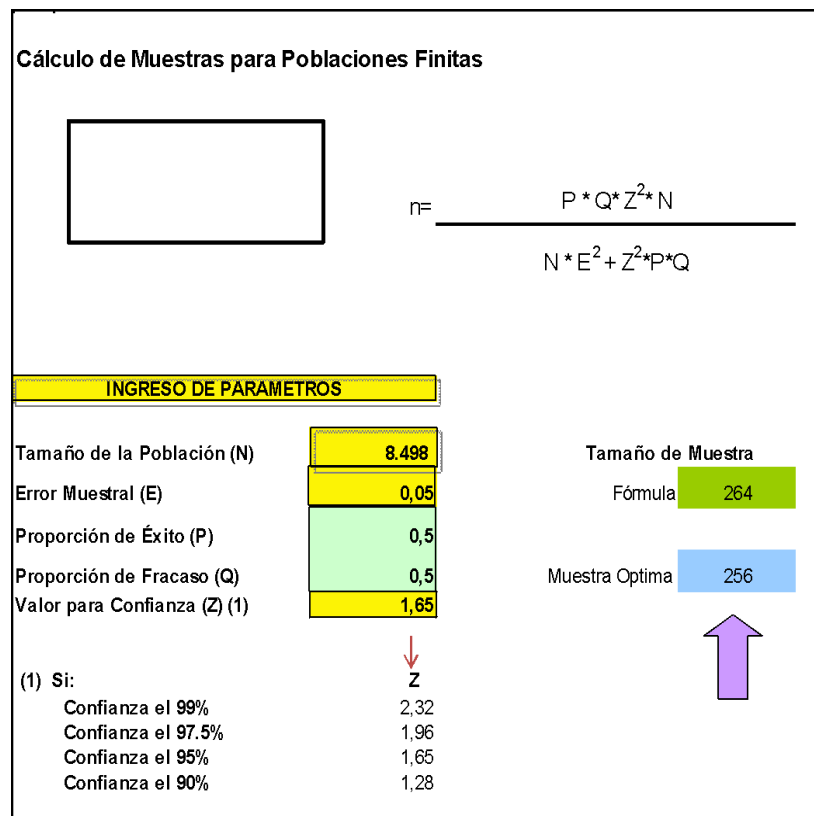 Cálculo de Muestras para Poblaciones Finitas
n= P * Q* Z² * N
N * E² + Z²*P*Q
INGRESO DE PARAMETROS
Tamaño de la Población (N) 8.498 Tamaño de Muestra
Error Muestral (E) 0,05 Fórmula 264
Proporción de Éxito (P) 0,5
Proporción de Fracaso (Q) 0,5 Muestra Optima 256
Valor para Confianza (Z) (1) 1,65
(1) Si: Z
Confianza el 99% 2,32
Confianza el 97.5% 1,96
Confianza el 95% 1,65
Confianza el 90% 1,28